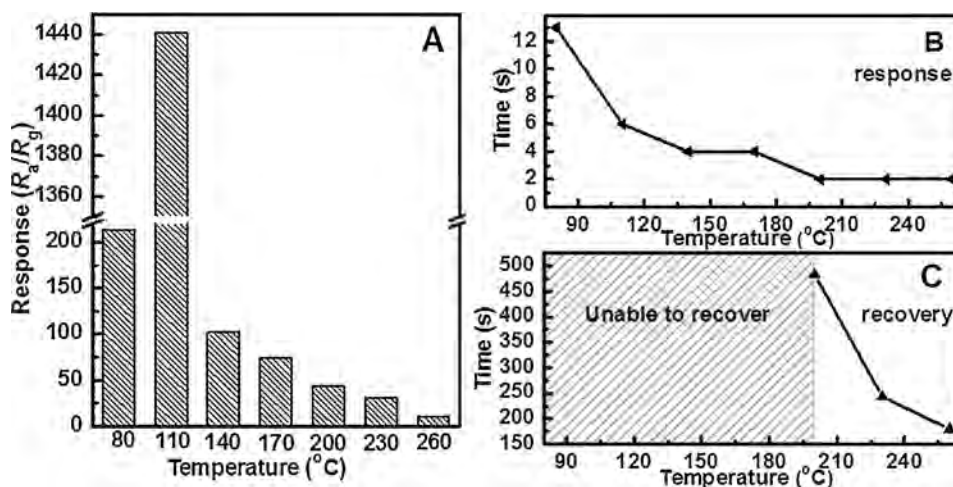 A
Response (Ra/Rg)
1440
1420
1400
1380
1360
200
150
100
50
0
80 110 140 170 200 230 260
Temperature (°C)
B
response
Time (s)
12
10
8
6
4
2
0
90 120 150 180 210 240
Temperature (°C)
C
Unable to recover
recovery
Time (s)
500
450
400
350
300
250
200
150
90 120 150 180 210 240
Temperature (°C)